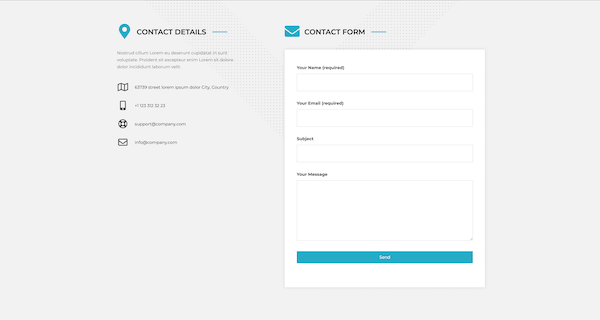 CONTACT DETAILS
Nostrud cillum Lorem eu deserunt cupidatat in sunt
voluptate. Proident sit excepteur enim Lorem sit dolore
dolor incididunt laborum velit.
63739 street lorem ipsum dolor City, Country
+1 123 312 32 23
support@company.com
info@company.com
CONTACT FORM
Your Name (required)
Your Email (required)
Subject
Your Message
Send